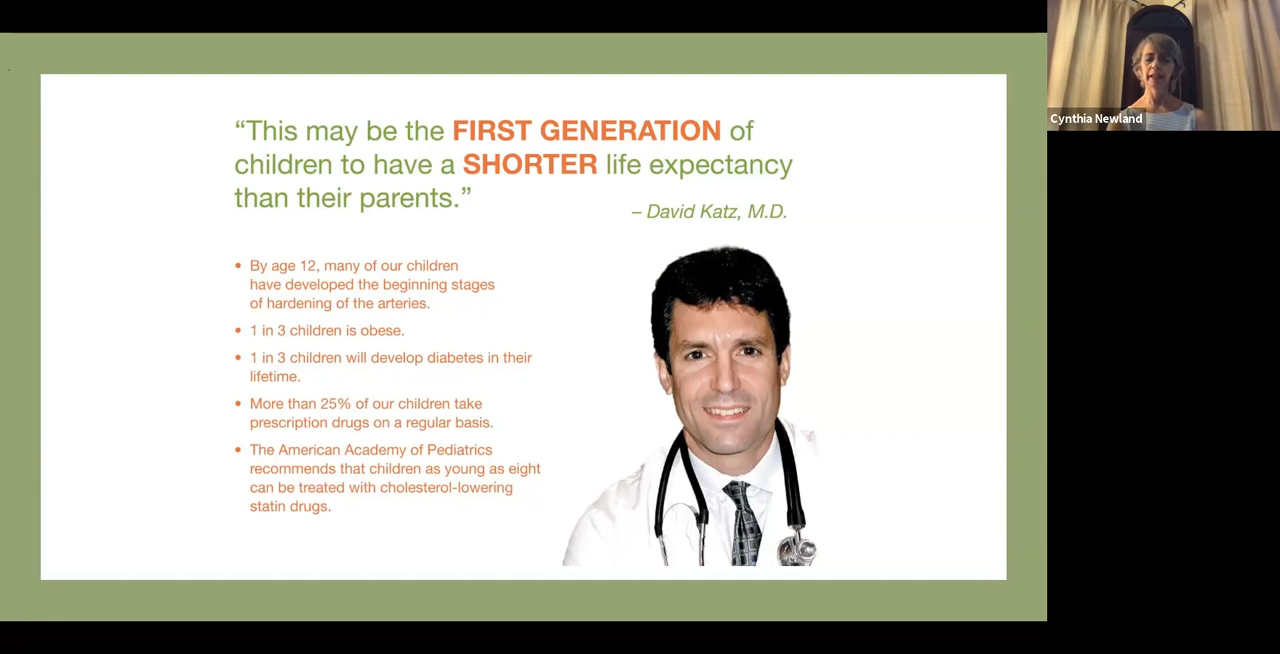 “This may be the FIRST GENERATION of
children to have a SHORTER life expectancy
than their parents.”
– David Katz, M.D.
• By age 12, many of our children
have developed the beginning stages
of hardening of the arteries.
• 1 in 3 children is obese.
• 1 in 3 children will develop diabetes in their
lifetime.
• More than 25% of our children take
prescription drugs on a regular basis.
• The American Academy of Pediatrics
recommends that children as young as eight
can be treated with cholesterol-lowering
statin drugs.
Cynthia Newland